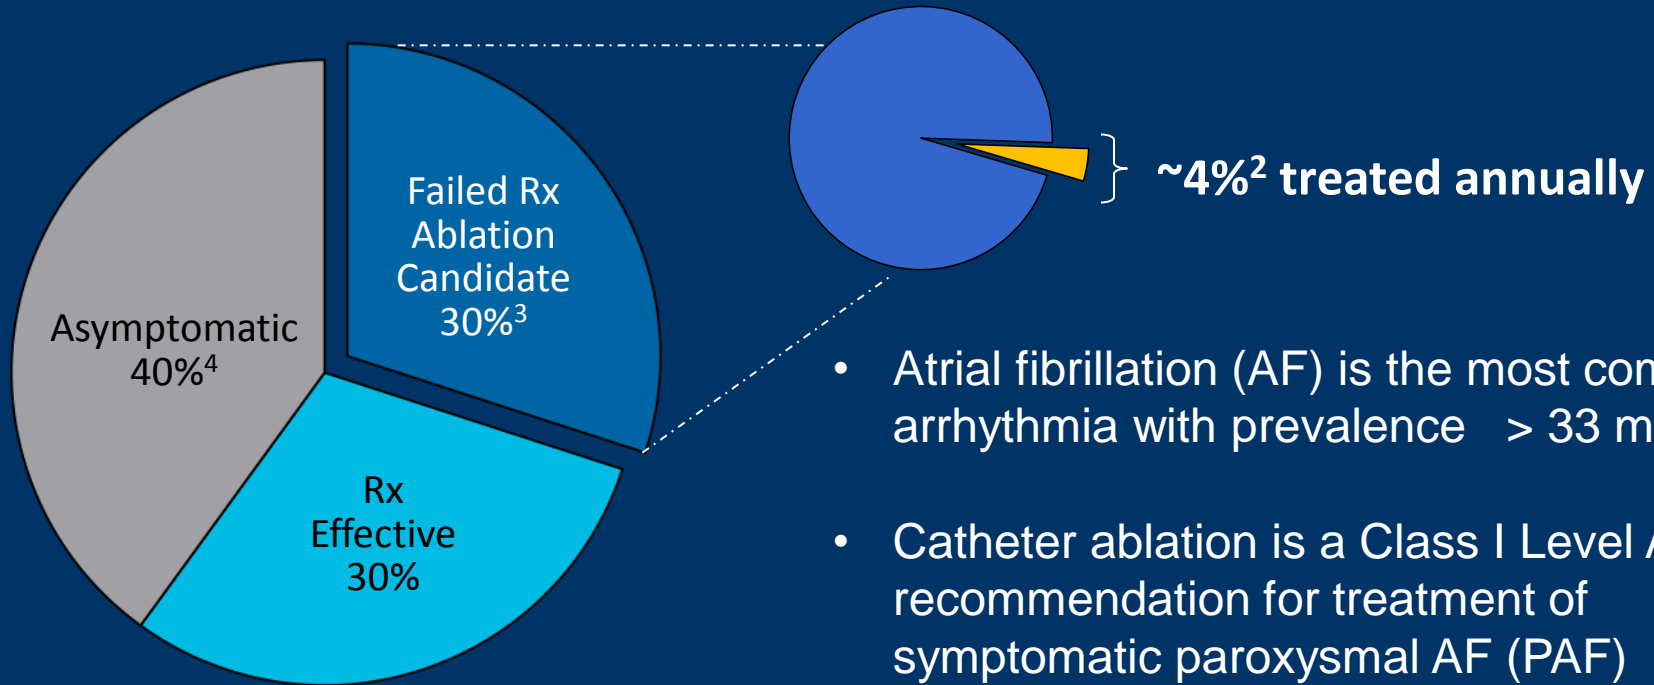 Failed Rx
Ablation
Candidate
30%³
Asymptomatic
40%⁴
Rx
Effective
30%
~4%² treated annually
• Atrial fibrillation (AF) is the most
arrhythmia with prevalence > 33
• Catheter ablation is a Class I Level A
recommendation for treatment of
symptomatic paroxysmal AF (PAF)